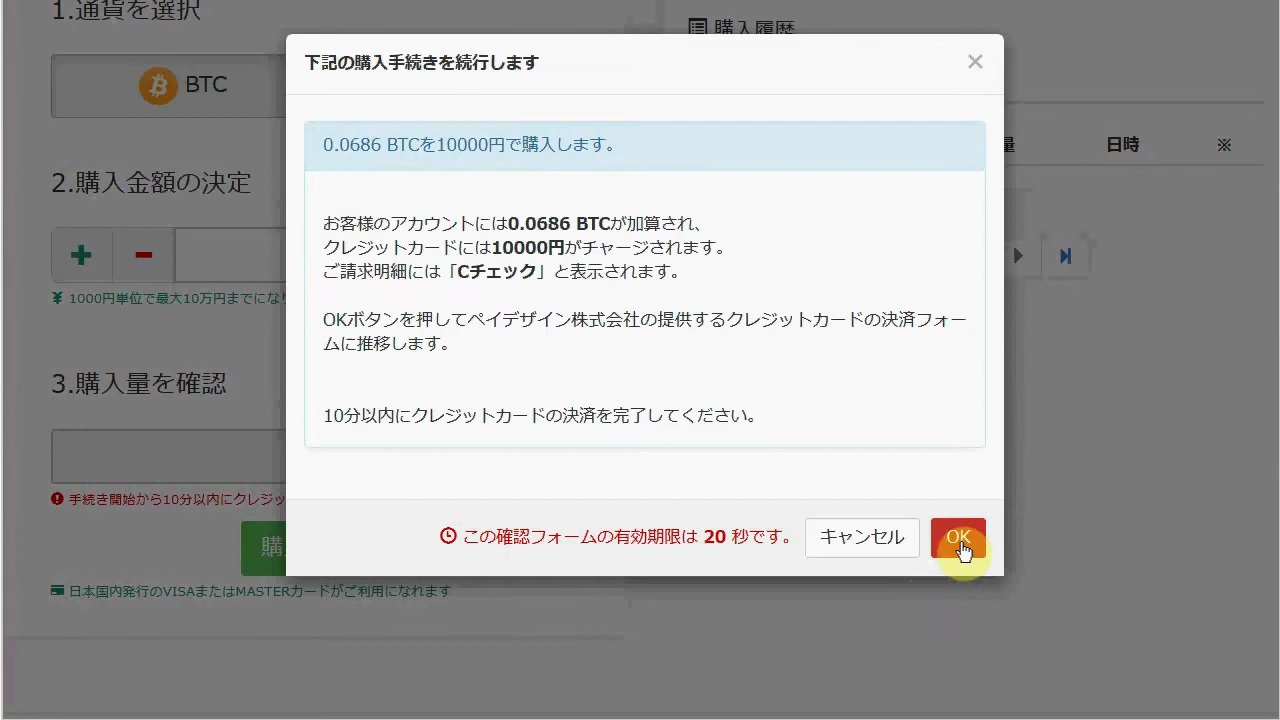 1.通貨を選択
購入履歴
下記の購入手続きを続行します
×
BTC
0.0686 BTCを10000円で購入します。
量
日時
※
2.購入金額の決定
お客様のアカウントには0.0686 BTCが加算され、
クレジットカードには10000円がチャージされます。
ご請求明細には「Cチェック」と表示されます。
1000円単位で最大10万円までになり
OKボタンを押してペイデザイン株式会社の提供するクレジットカードの決済フォー
ムに推移します。
3.購入量を確認
10分以内にクレジットカードの決済を完了してください。
手続き開始から10分以内にクレジッ
この確認フォームの有効期限は 20 秒です。
キャンセル
OK
購
日本国内発行のVISAまたはMASTERカードがご利用になれます